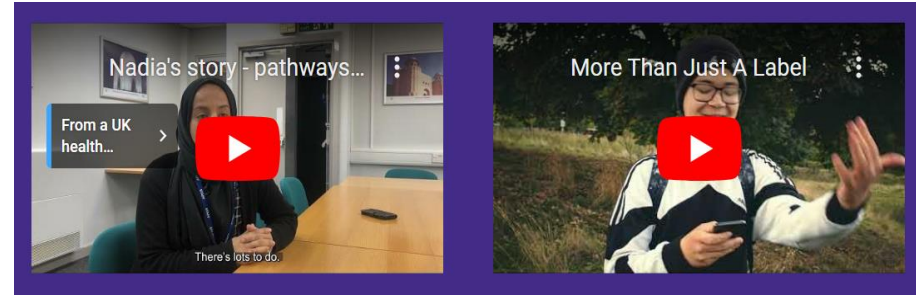 Nadia's story - pathways...
From a UK
health...
There's lots to do.
More Than Just A Label